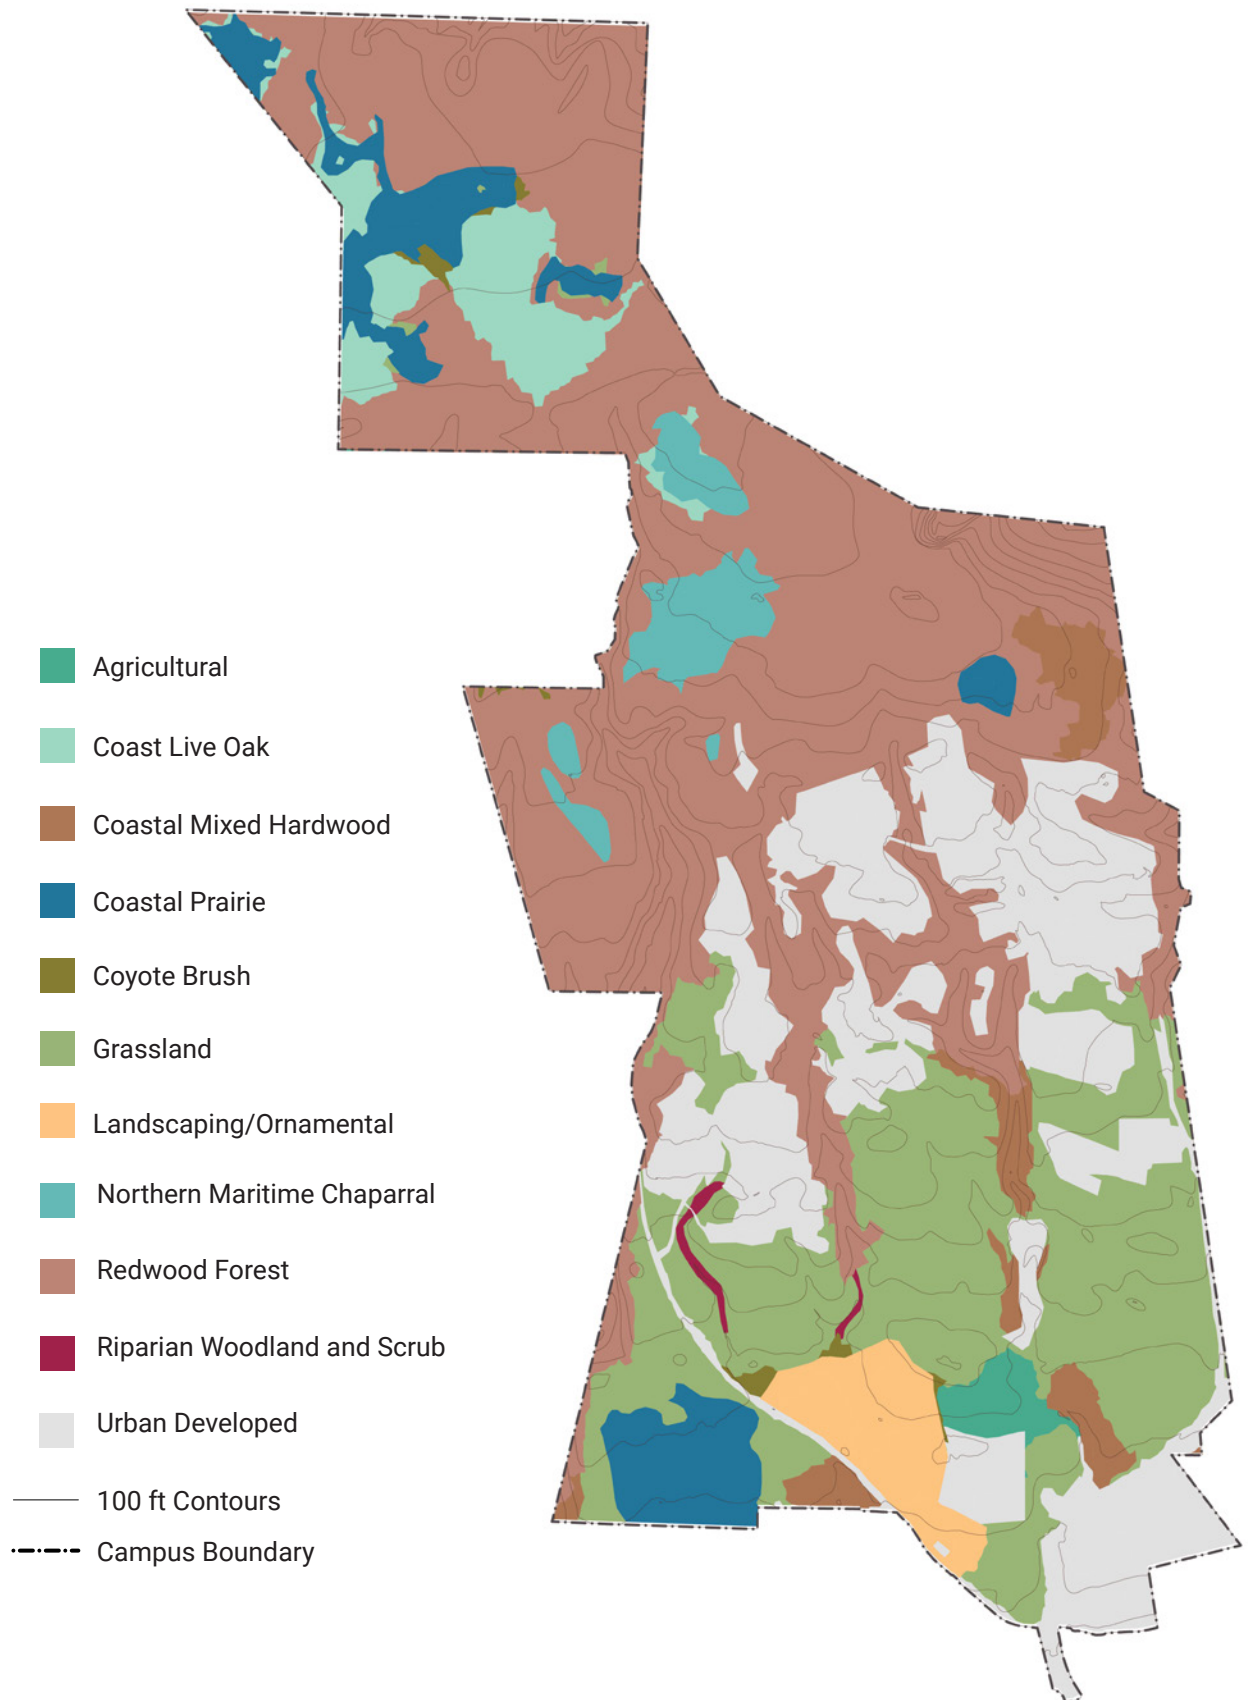 Agricultural
Coast Live Oak
Coastal Mixed Hardwood
Coastal Prairie
Coyote Brush
Grassland
Landscaping/Ornamental
Northern Maritime Chaparral
Redwood Forest
Riparian Woodland and Scrub
Urban Developed
100 ft Contours
Campus Boundary